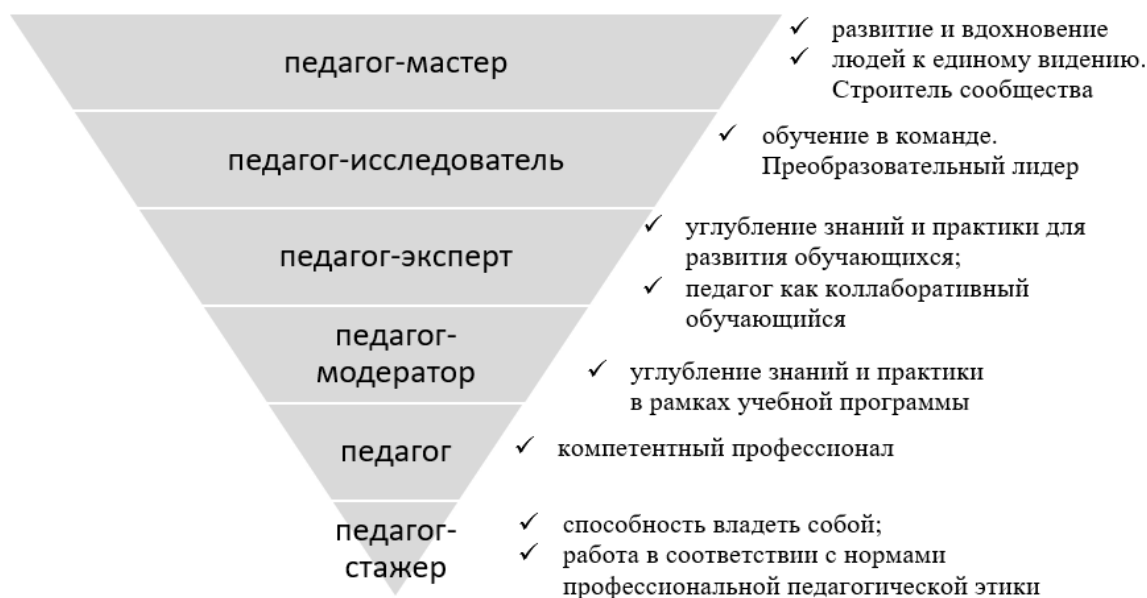 педагог-мастер
✓ развитие и вдохновение
✓ людей к единому видению.
Строитель сообщества
педагог-исследователь
✓ обучение в команде.
Преобразовательный лидер
педагог-эксперт
✓ углубление знаний и практики для
развития обучающихся;
✓ педагог как коллаборативный
обучающийся
педагог-
модератор
✓ углубление знаний и практики
в рамках учебной программы
педагог
✓ компетентный профессионал
педагог-
стажер
✓ способность владеть собой;
✓ работа в соответствии с нормами
профессиональной педагогической этики